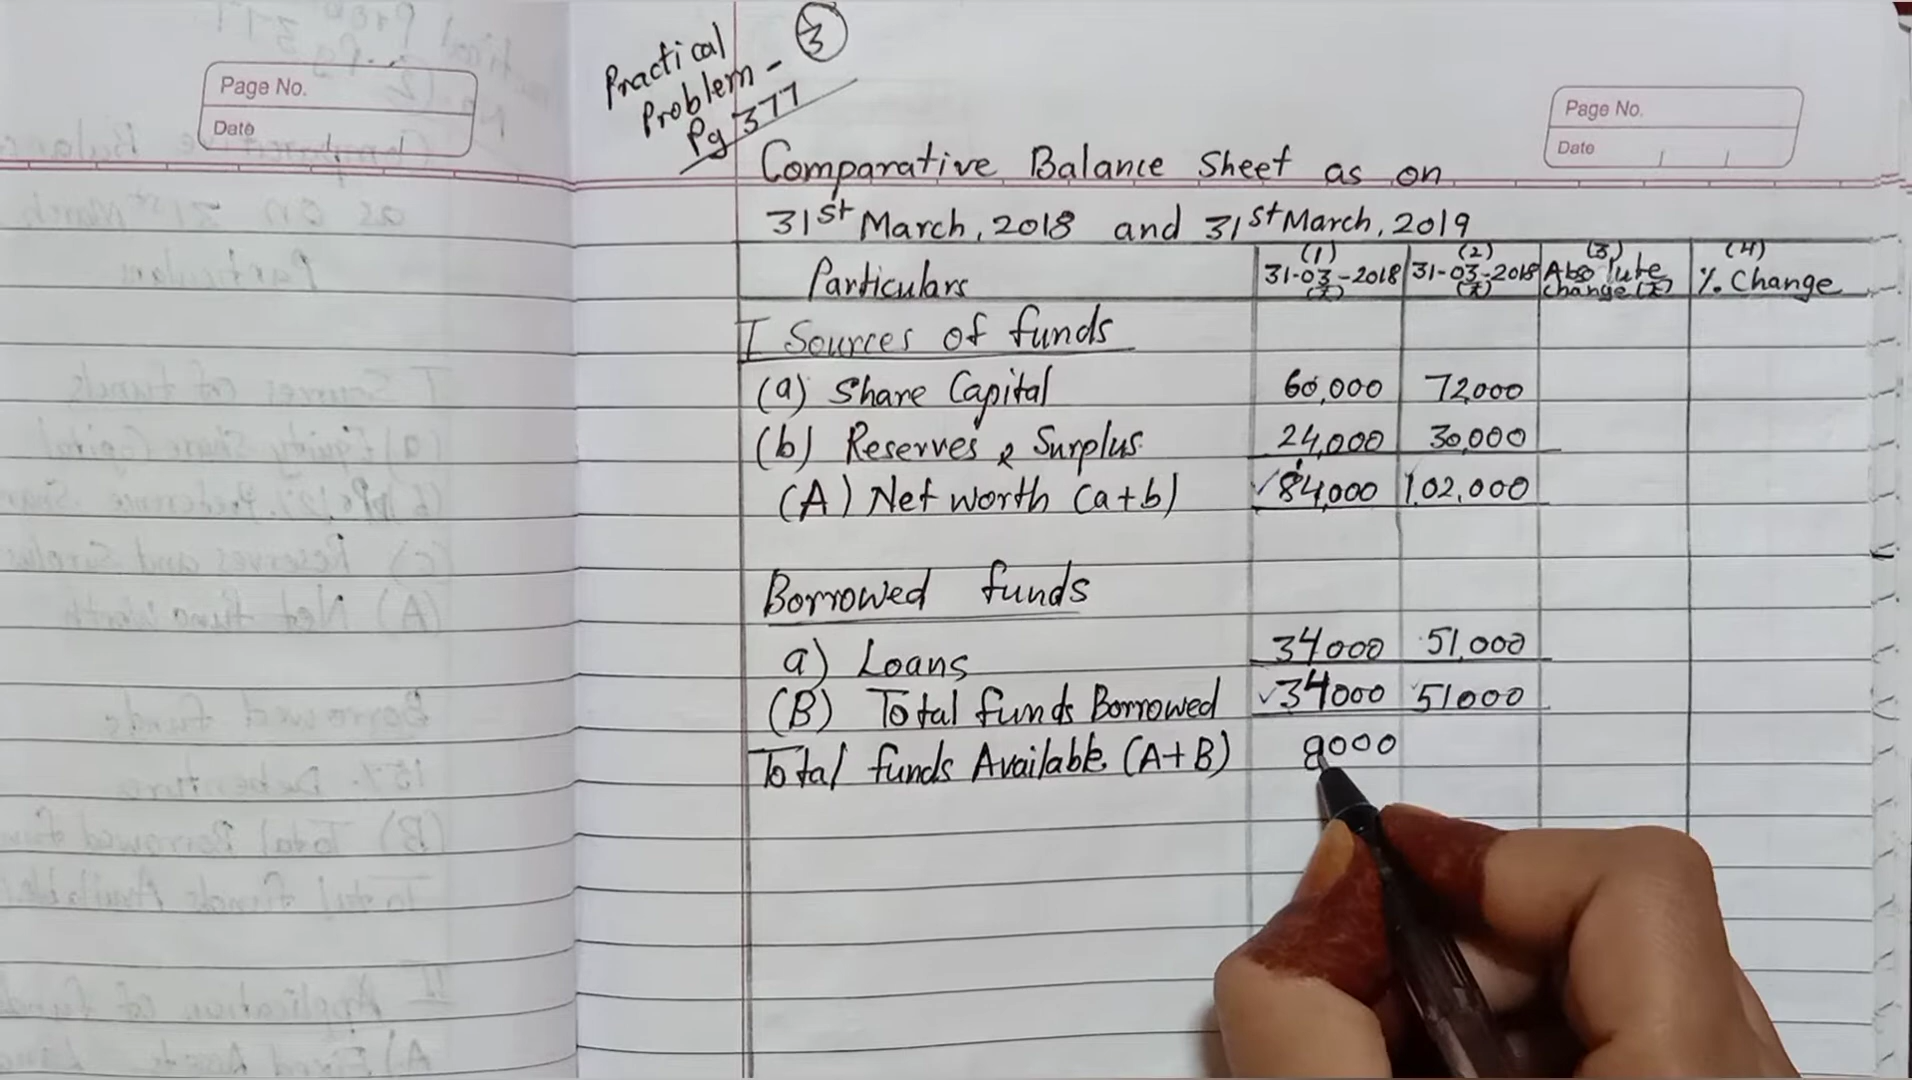 Page No.
Date
Practical
Problem - 3
Pg 377
Page No.
Date
Comparative Balance Sheet as on
31st March, 2018 and 31st March, 2019
Particulars (1) 31-03-2018 (₹) (2) 31-03-2018 (₹) (3) Absolute Change (₹) (4) % Change
I Sources of funds
(a) Share Capital 60,000 72,000
(b) Reserves & Surplus 24,000 30,000
(A) Net worth (a+b) 84,000 1,02,000
Borrowed funds
a) Loans 34000 51,000
(B) Total funds Borrowed 34000 51000
Total funds Available (A+B) 8000